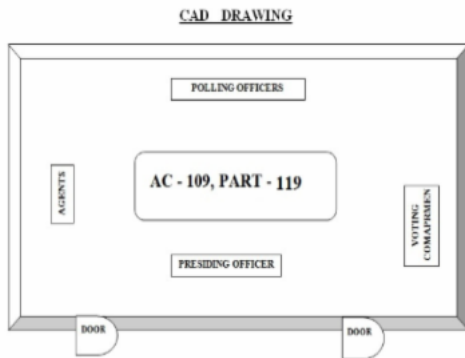 CAD DRAWING
POLLING OFFICERS
AGENTS
AC - 109, PART - 119
VOTING
COMAPRMEN
PRESIDING OFFICER
DOOR
DOOR